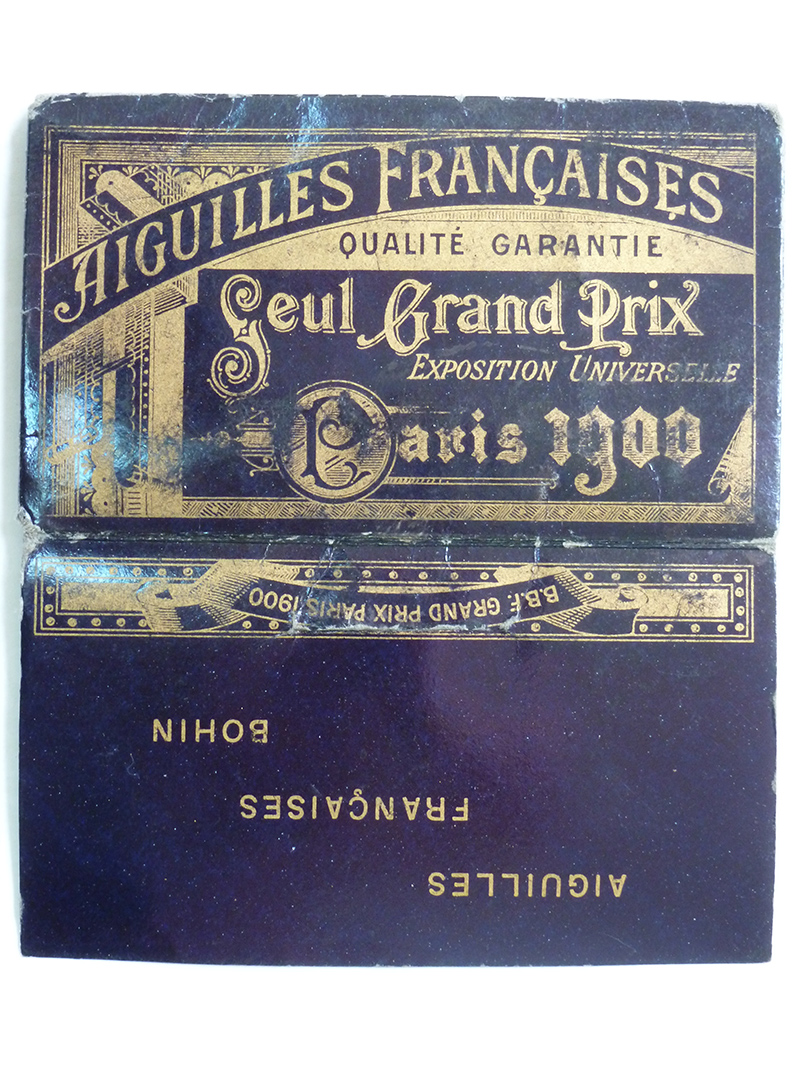 AIGUILLES FRANÇAISES
QUALITÉ GARANTIE
Seul Grand Prix
EXPOSITION UNIVERSELLE
Paris 1900
B.B.F. GRAND PRIX PARIS 1900
AIGUILLES
FRANÇAISES
BOHIN